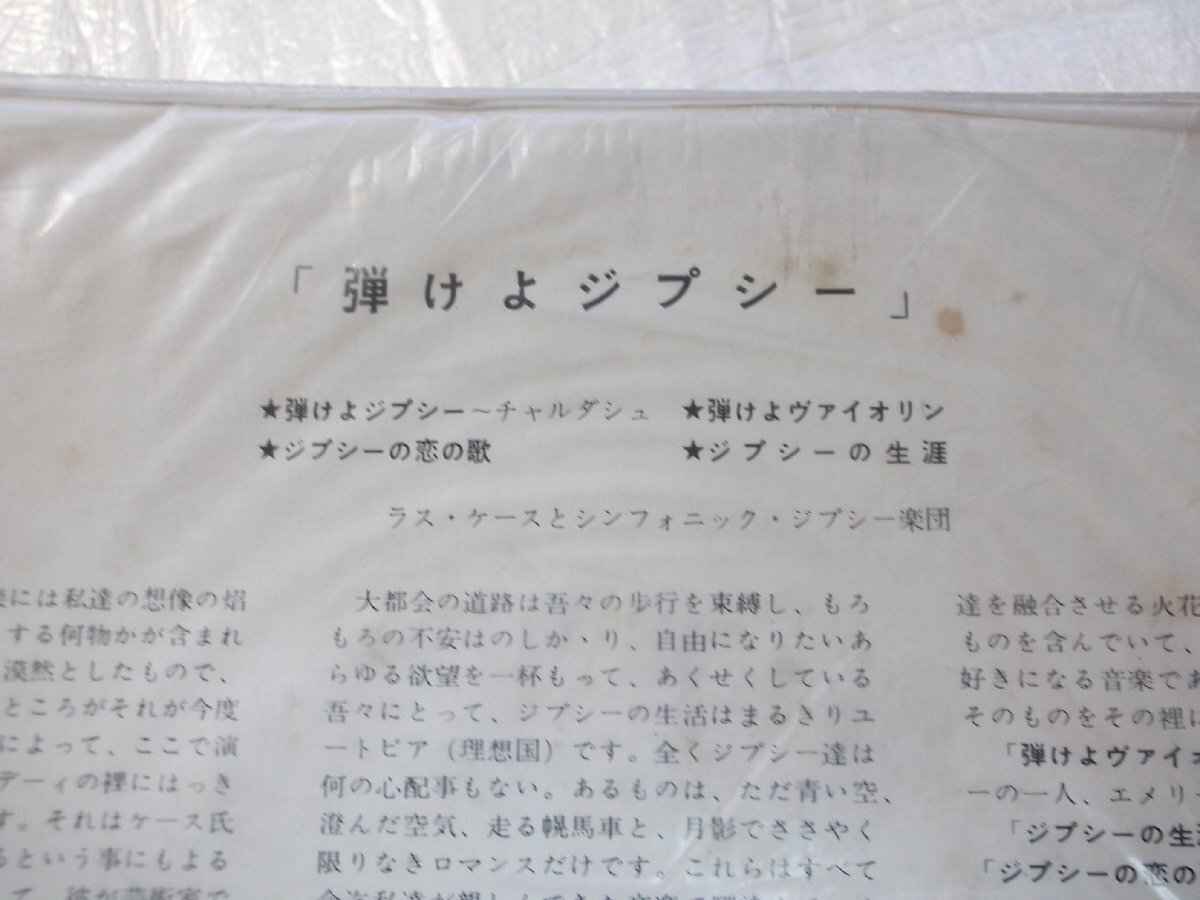 「弾けよジプシー」
★弾けよジプシー～チャルダシュ ★弾けよヴァイオリン
★ジプシーの恋の歌 ★ジプシーの生涯
ラス・ケースとシンフォニック・ジプシー楽団
には私達の想像の焰
する何物かが含まれ
漠然としたもので、
ところがそれが今度
によって、ここで演
デーィの裡にはっき
す。それはケース氏
るという事にもよる
大都会の道路は吾々の歩行を束縛し、もろ
もろの不安はのしか・り、自由になりたいあ
らゆる欲望を一杯もって、あくせくしている
吾々にとって、ジプシーの生活はまるきりユ
ートピア（理想国）です。全くジプシー達は
何の心配事もない。あるものは、ただ青い空、
澄んだ空気、走る幌馬車と、月影でささやく
限りなきロマンスだけです。これらはすべて
達を融合させる火花
ものを含んでいて、
好きになる音楽であ
そのものをその裡に
「弾けよヴァイオ
ーの一人、エメリ・
「ジプシーの生涯
「ジプシーの恋の